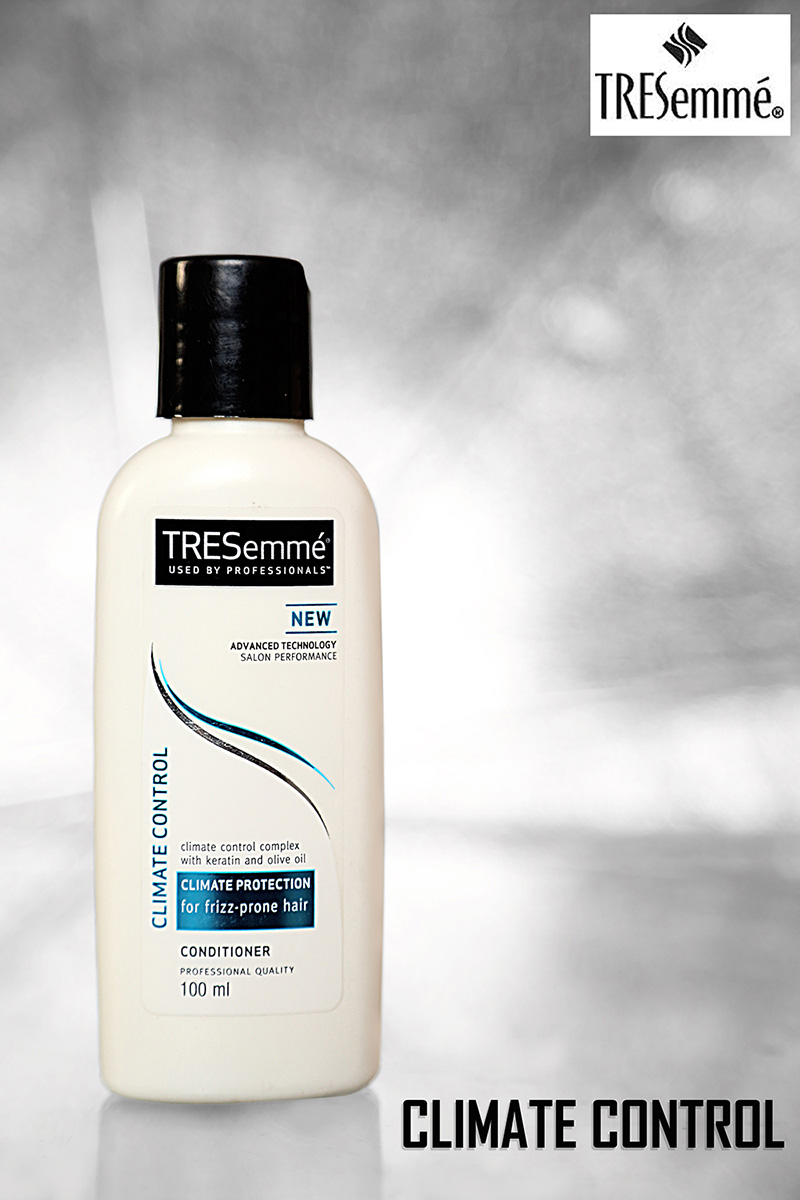 TRESemmé®
TRESemmé®
USED BY PROFESSIONALS™
NEW
ADVANCED TECHNOLOGY
SALON PERFORMANCE
CLIMATE CONTROL
climate control complex
with keratin and olive oil
CLIMATE PROTECTION
for frizz-prone hair
CONDITIONER
PROFESSIONAL QUALITY
100 ml
CLIMATE CONTROL